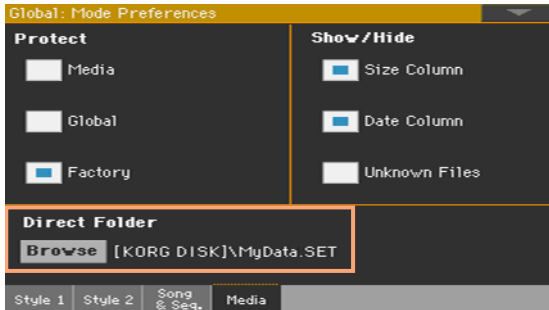 Global: Mode Preferences
Protect
Show/Hide
Media
Size Column
Global
Date Column
Factory
Unknown Files
Direct Folder
Browse [KORG DISK]\MyData.SET
Style 1
Style 2
Song
& Seq.
Media